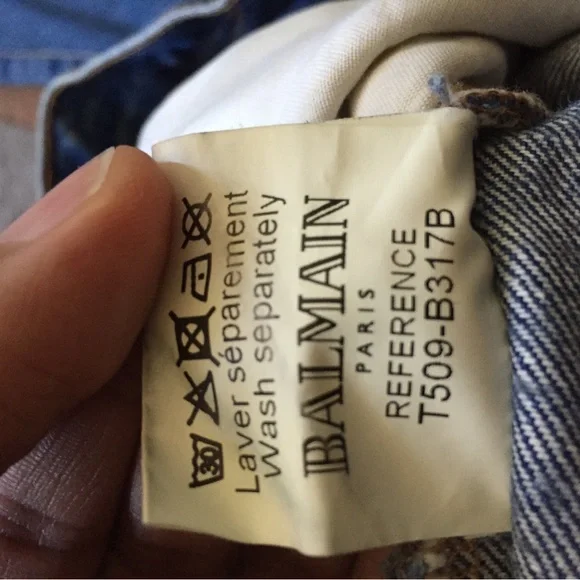 BALMAIN
PARIS
REFERENCE
T509-B317B
Laver séparement
Wash separately
30